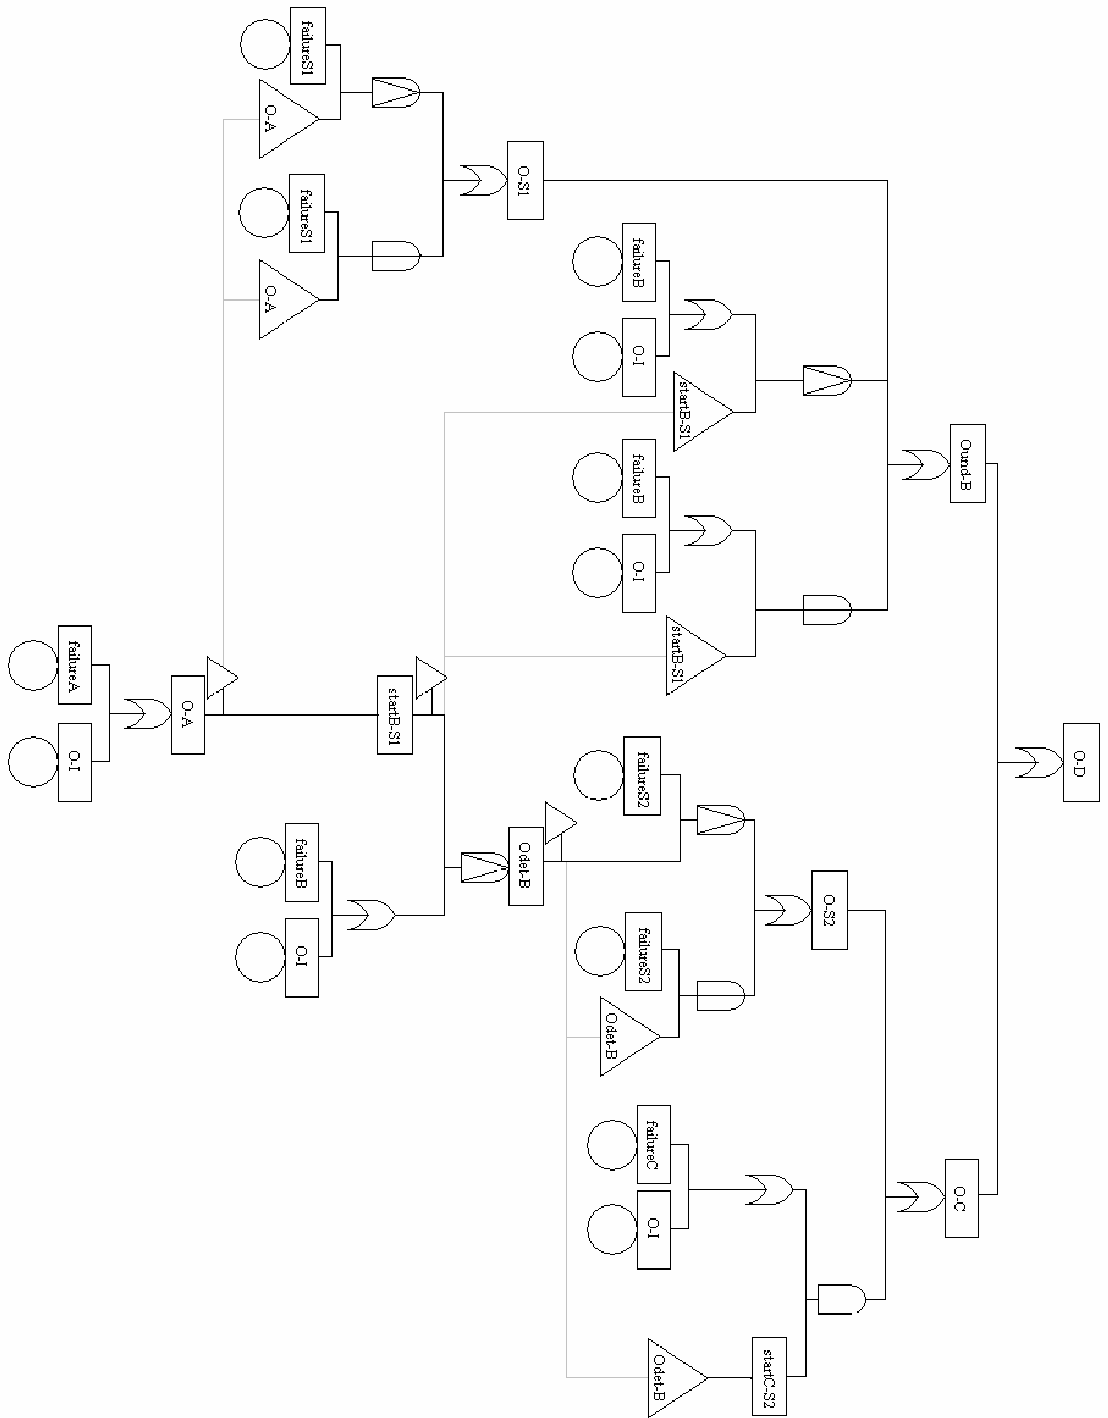 O-D
Ound-B
O-C
O-S1
O-S2
failureS1
O-A
failureS1
O-A
failureB
O-I
startB-S1
failureB
O-I
startB-S1
failureS2
failureS2
Odet-B
failureC
O-I
startC-S2
Odet-B
Odet-B
startB-S1
failureB
O-I
O-A
failureA
O-I